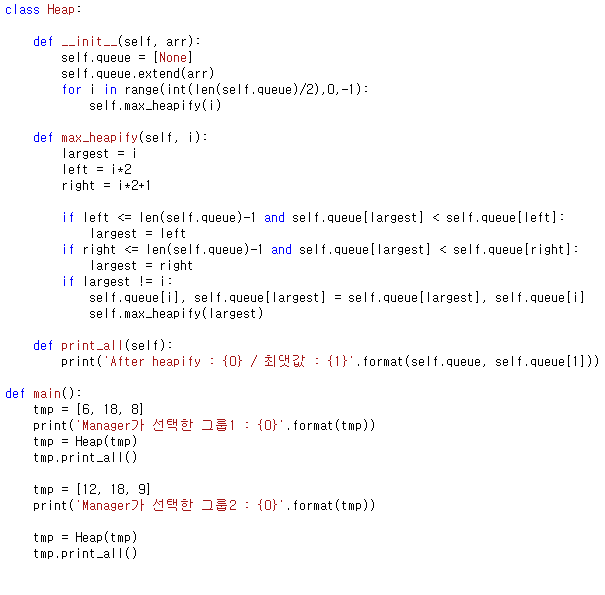 class Heap:
    def __init__(self, arr):
        self.queue = [None]
        self.queue.extend(arr)
        for i in range(int(len(self.queue)/2),0,-1):
            self.max_heapify(i)
    def max_heapify(self, i):
        largest = i
        left = i*2
        right = i*2+1
        if left <= len(self.queue)-1 and self.queue[largest] < self.queue[left]:
            largest = left
        if right <= len(self.queue)-1 and self.queue[largest] < self.queue[right]:
            largest = right
        if largest != i:
            self.queue[i], self.queue[largest] = self.queue[largest], self.queue[i]
            self.max_heapify(largest)
    def print_all(self):
        print('After heapify : {0} / 최댓값 : {1}'.format(self.queue, self.queue[1]))
def main():
    tmp = [6, 18, 8]
    print('Manager가 선택한 그룹1 : {0}'.format(tmp))
    tmp = Heap(tmp)
    tmp.print_all()
    tmp = [12, 18, 9]
    print('Manager가 선택한 그룹2 : {0}'.format(tmp))
    tmp = Heap(tmp)
    tmp.print_all()